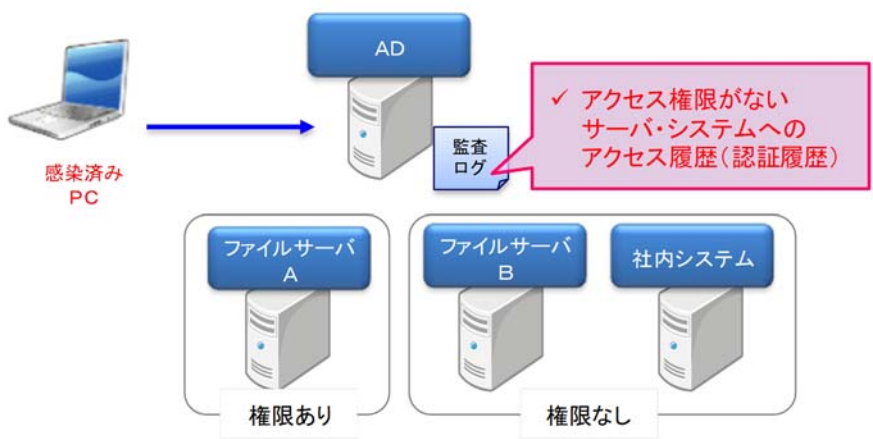 AD
✓ アクセス権限がない
サーバ・システムへの
アクセス履歴(認証履歴)
監査
ログ
感染済み
PC
ファイルサーバ
A
ファイルサーバ
B
社内システム
権限あり
権限なし